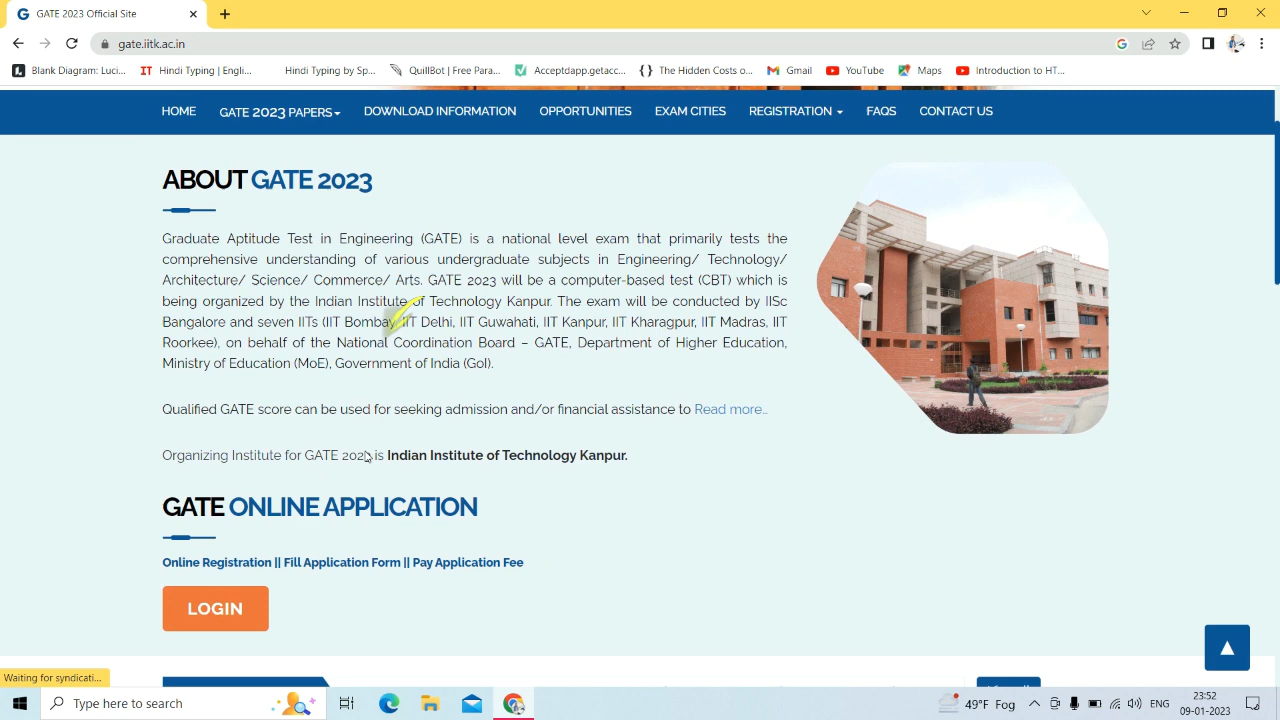 GATE 2023 Official Site
gate.iitk.ac.in
Blank Diagram: Luci... Hindi Typing | Engli... Hindi Typing by Sp... QuillBot | Free Para... Acceptdapp.getacc... The Hidden Costs o... Gmail YouTube Maps Introduction to HT...
HOME GATE 2023 PAPERS DOWNLOAD INFORMATION OPPORTUNITIES EXAM CITIES REGISTRATION FAQS CONTACT US
ABOUT GATE 2023
Graduate Aptitude Test in Engineering (GATE) is a national level exam that primarily tests the
comprehensive understanding of various undergraduate subjects in Engineering/ Technology/
Architecture/ Science/ Commerce/ Arts. GATE 2023 will be a computer-based test (CBT) which is
being organized by the Indian Institute of Technology Kanpur. The exam will be conducted by IISc
Bangalore and seven IITs (IIT Bombay, IIT Delhi, IIT Guwahati, IIT Kanpur, IIT Kharagpur, IIT Madras, IIT
Roorkee), on behalf of the National Coordination Board – GATE, Department of Higher Education,
Ministry of Education (MoE), Government of India (GoI).
Qualified GATE score can be used for seeking admission and/or financial assistance to Read more..
Organizing Institute for GATE 2023 is Indian Institute of Technology Kanpur.
GATE ONLINE APPLICATION
Online Registration || Fill Application Form || Pay Application Fee
LOGIN
Waiting for syndicati...
Type here to search
49°F Fog
ENG
23:52
09-01-2023